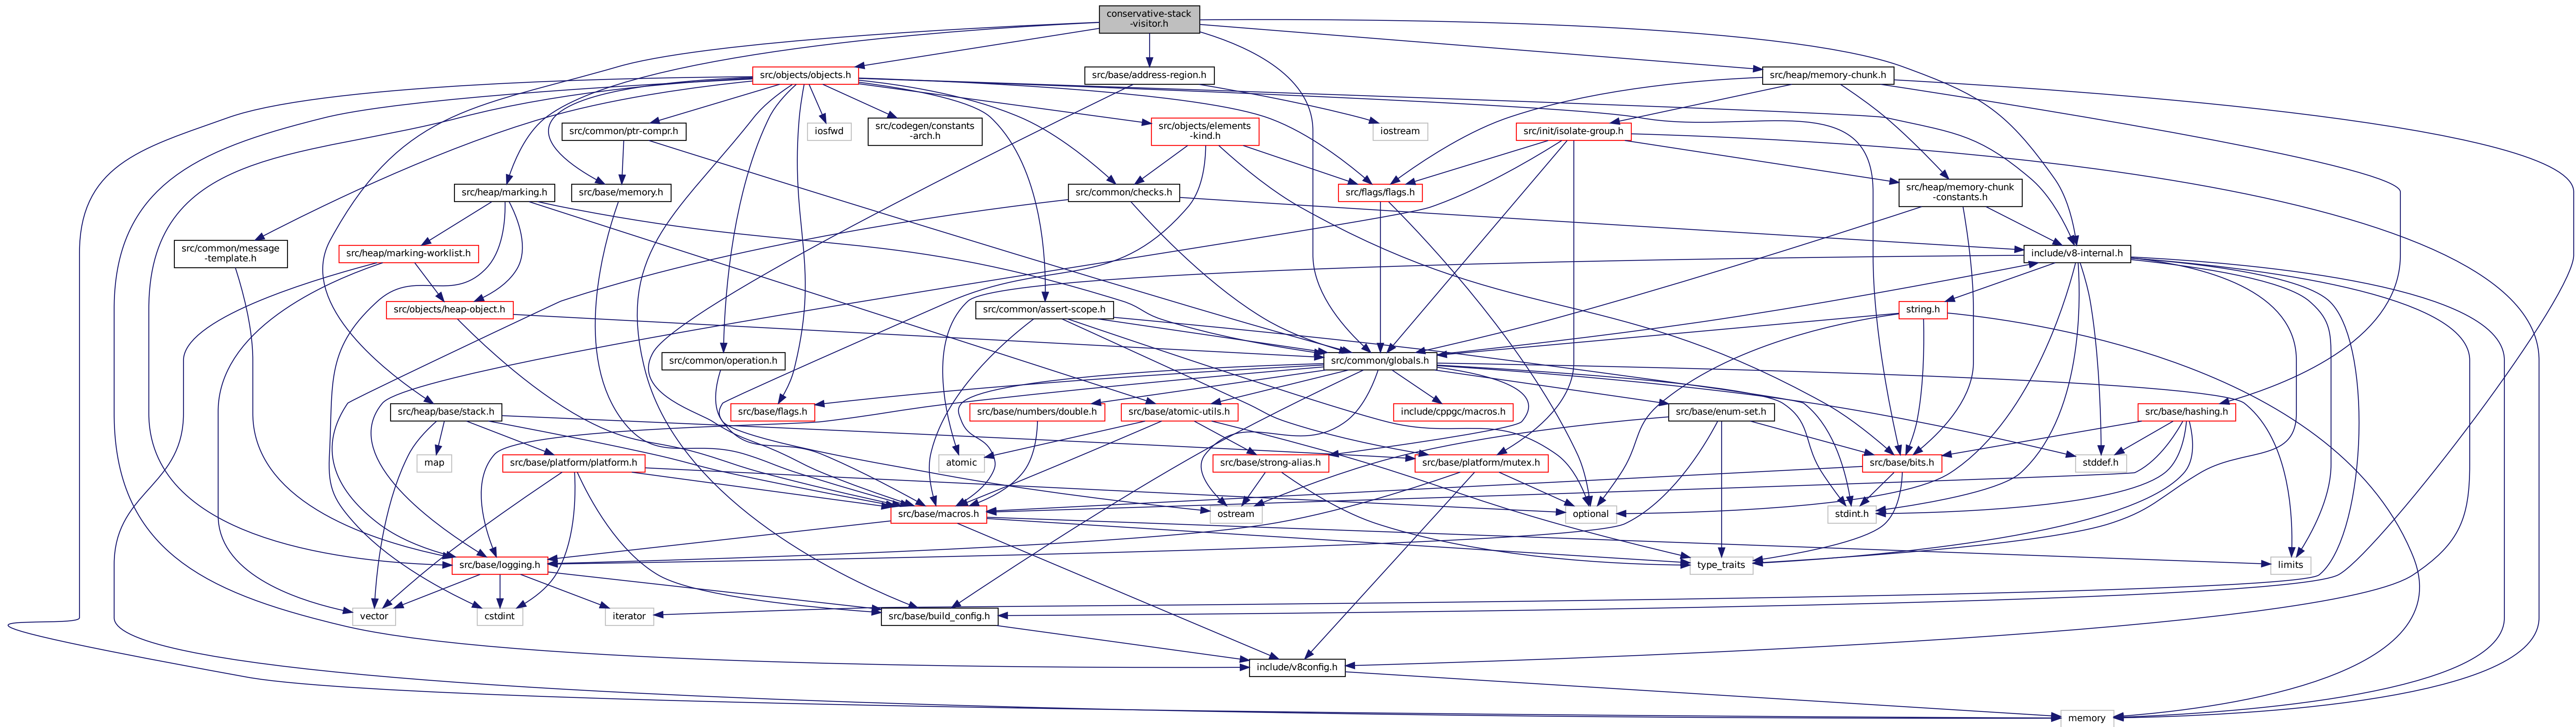 conservative-stack
-visitor.h
src/objects/objects.h
src/base/address-region.h
src/heap/memory-chunk.h
src/common/ptr-compr.h
iosfwd
src/codegen/constants
-arch.h
src/objects/elements
-kind.h
iostream
src/init/isolate-group.h
src/heap/marking.h
src/base/memory.h
src/common/checks.h
src/flags/flags.h
src/heap/memory-chunk
-constants.h
src/common/message
-template.h
src/heap/marking-worklist.h
include/v8-internal.h
src/objects/heap-object.h
src/common/assert-scope.h
string.h
src/common/operation.h
src/common/globals.h
src/heap/base/stack.h
src/base/flags.h
src/base/numbers/double.h
src/base/atomic-utils.h
include/cppgc/macros.h
src/base/enum-set.h
src/base/hashing.h
map
src/base/platform/platform.h
atomic
src/base/strong-alias.h
src/base/platform/mutex.h
src/base/bits.h
stddef.h
src/base/macros.h
ostream
optional
stdint.h
src/base/logging.h
type_traits
limits
vector
cstdint
iterator
src/base/build_config.h
include/v8config.h
memory